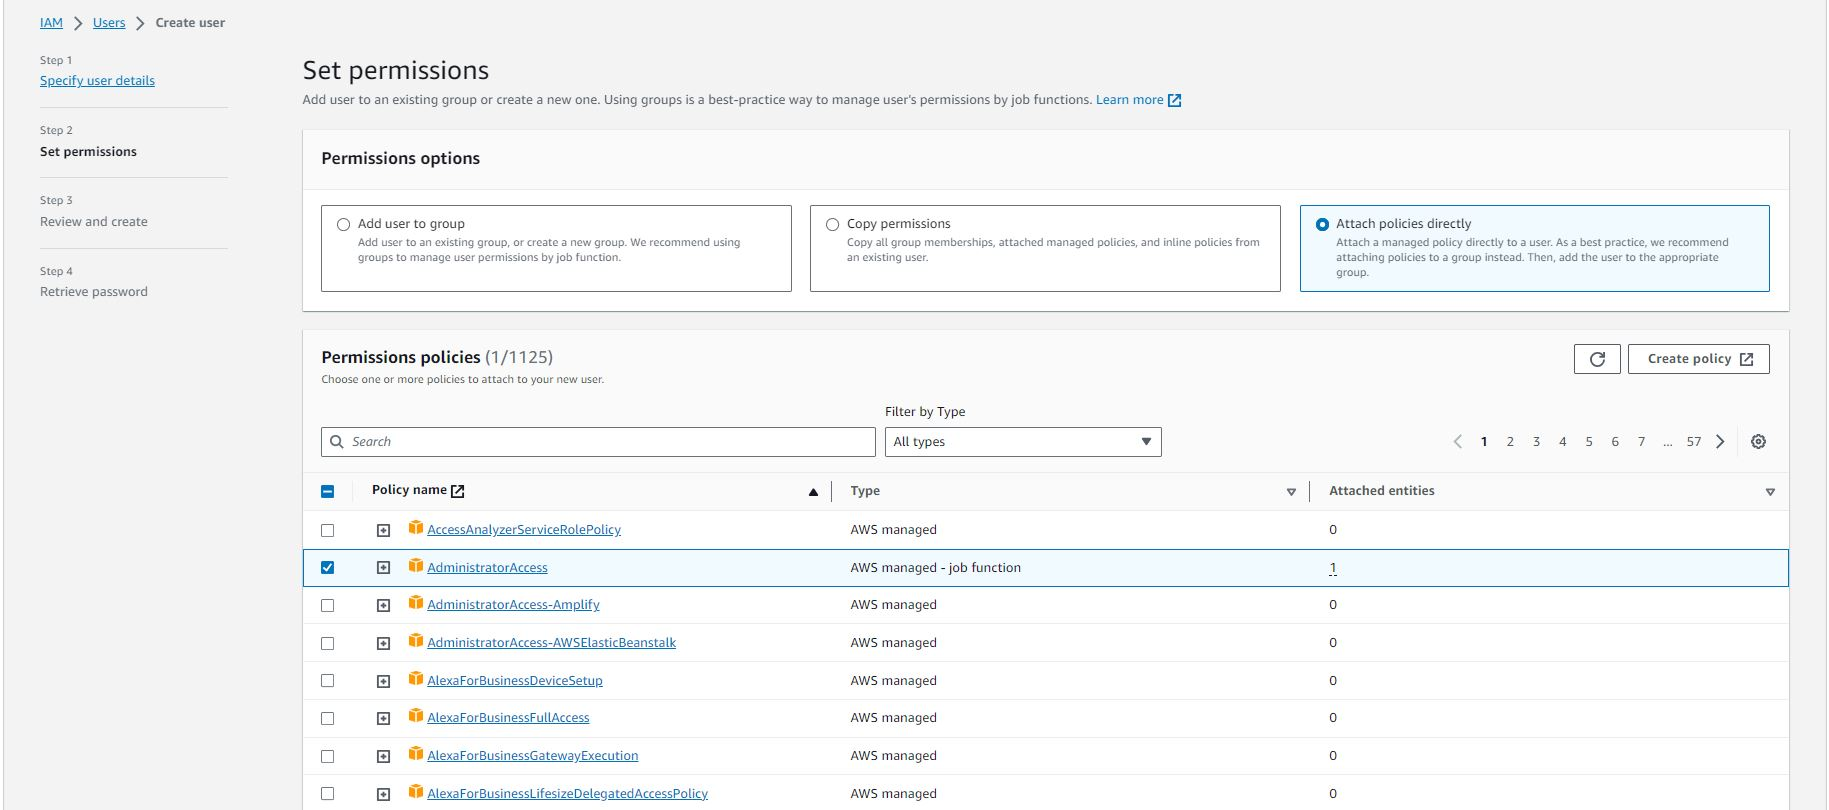 IAM > Users > Create user
Step 1
Specify user details
Step 2
Set permissions
Step 3
Review and create
Step 4
Retrieve password
Set permissions
Add user to an existing group or create a new one. Using groups is a best-practice way to manage user's permissions by job functions. Learn more
Permissions options
Add user to group
Add user to an existing group, or create a new group. We recommend using
groups to manage user permissions by job function.
Copy permissions
Copy all group memberships, attached managed policies, and inline policies from
an existing user.
Attach policies directly
Attach a managed policy directly to a user. As a best practice, we recommend
attaching policies to a group instead. Then, add the user to the appropriate
group.
Permissions policies (1/1125)
Choose one or more policies to attach to your new user.
Create policy
Filter by Type
Search
All types
1 2 3 4 5 6 7 ... 57
Policy name Type Attached entities
AccessAnalyzerServiceRolePolicy AWS managed 0
AdministratorAccess AWS managed - job function 1
AdministratorAccess-Amplify AWS managed 0
AdministratorAccess-AWSElasticBeanstalk AWS managed 0
AlexaForBusinessDeviceSetup AWS managed 0
AlexaForBusinessFullAccess AWS managed 0
AlexaForBusinessGatewayExecution AWS managed 0
AlexaForBusinessLifesizeDelegatedAccessPolicy AWS managed 0